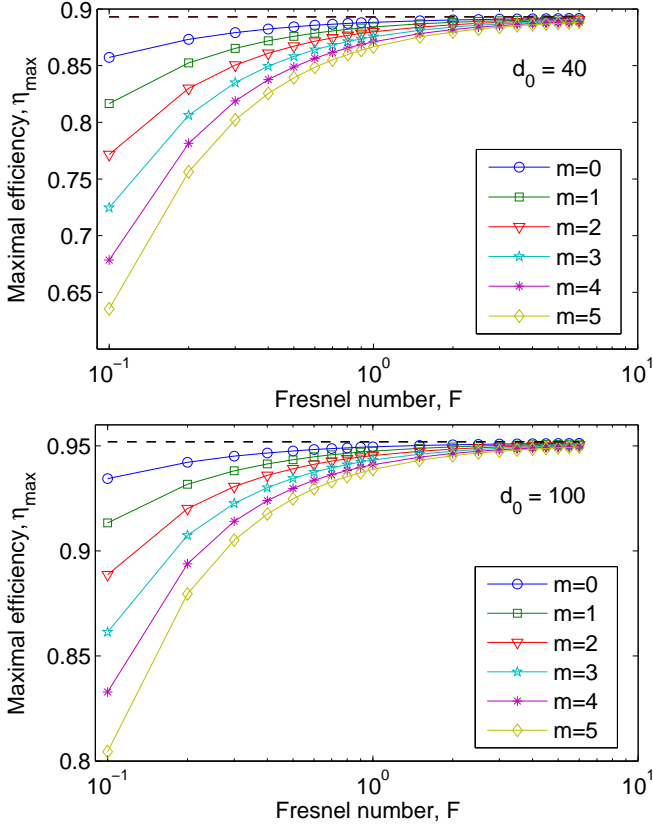 0.9
0.85
0.8
0.75
0.7
0.65
Maximal efficiency, η_max
d_0 = 40
m=0
m=1
m=2
m=3
m=4
m=5
10^-1
10^0
10^1
Fresnel number, F
0.95
0.9
0.85
0.8
Maximal efficiency, η_max
d_0 = 100
m=0
m=1
m=2
m=3
m=4
m=5
10^-1
10^0
10^1
Fresnel number, F